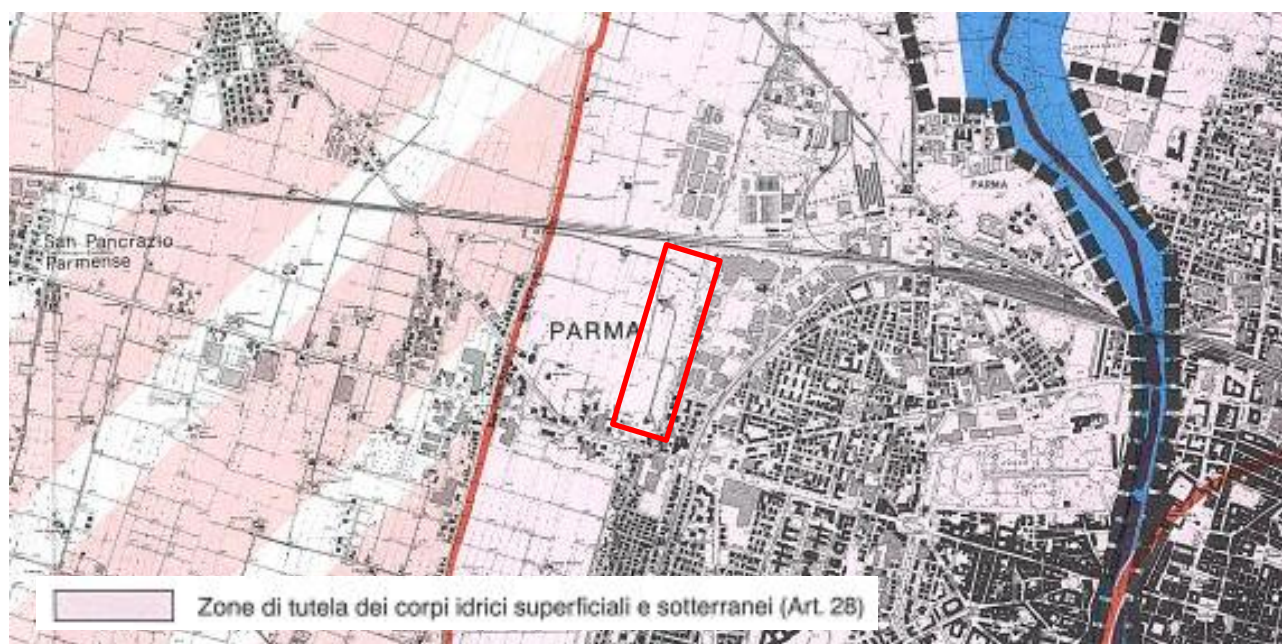 PARMA
San Pancrazio
Parmense
PARMA
Zone di tutela dei corpi idrici superficiali e sotterranei (Art. 28)